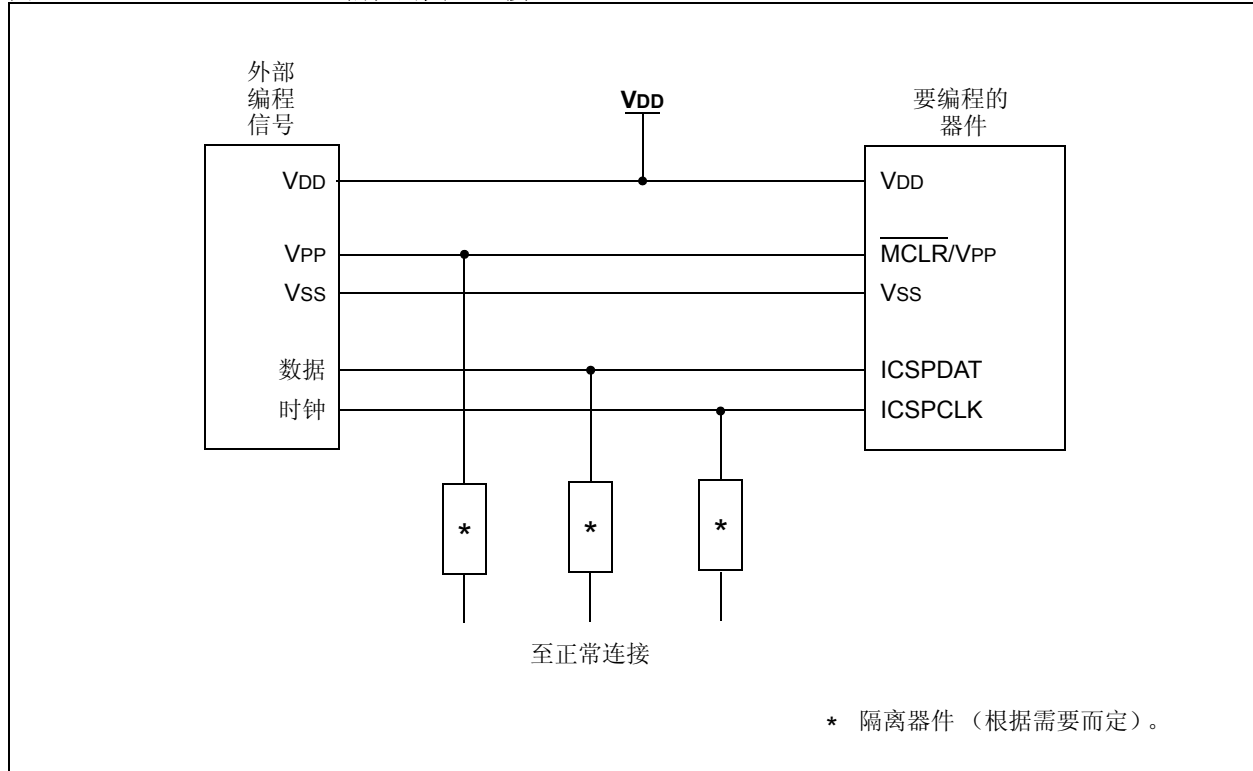 外部
编程
信号
VDD
要编程的
器件
VDD
VDD
VPP
MCLR/VPP
VSS
VSS
数据
ICSPDAT
时钟
ICSPCLK
*
*
*
至正常连接
* 隔离器件 （根据需要而定）。